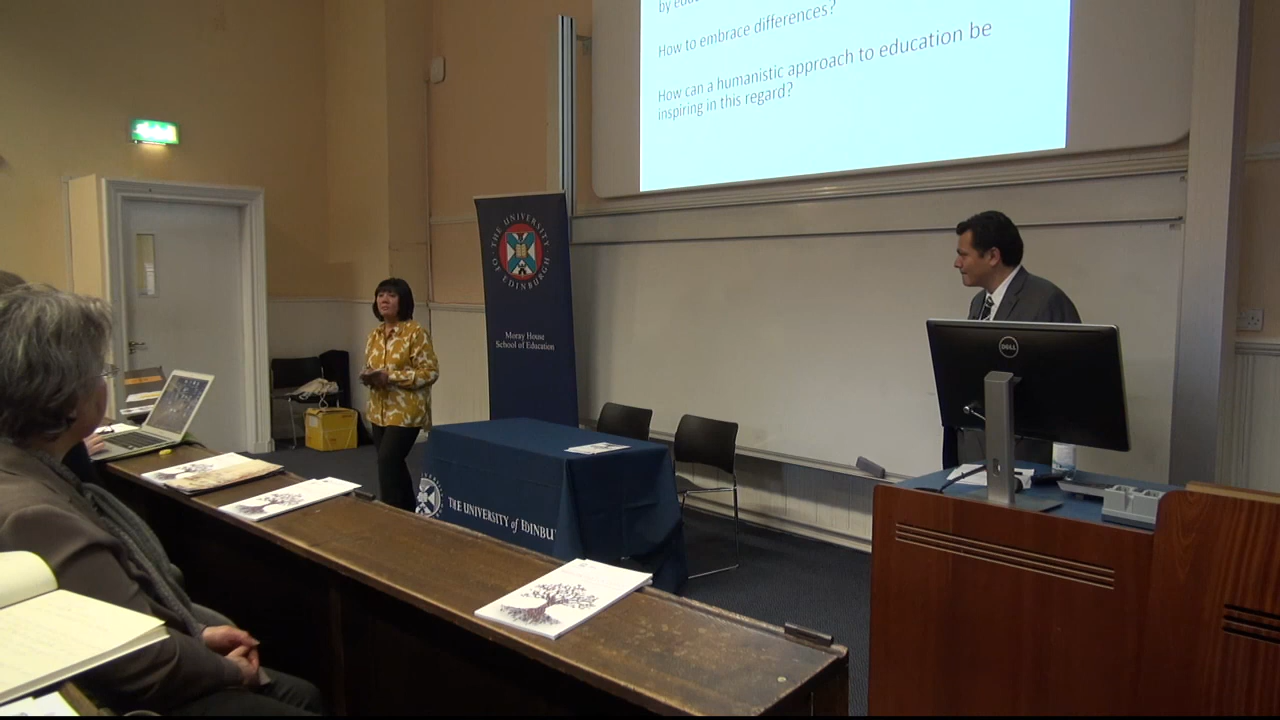 by
How to embrace differences?
How can a humanistic approach to education be
inspiring in this regard?
THE UNIVERSITY
OF EDINBURGH
Moray House
School of Education
DELL
THE UNIVERSITY of EDINBU